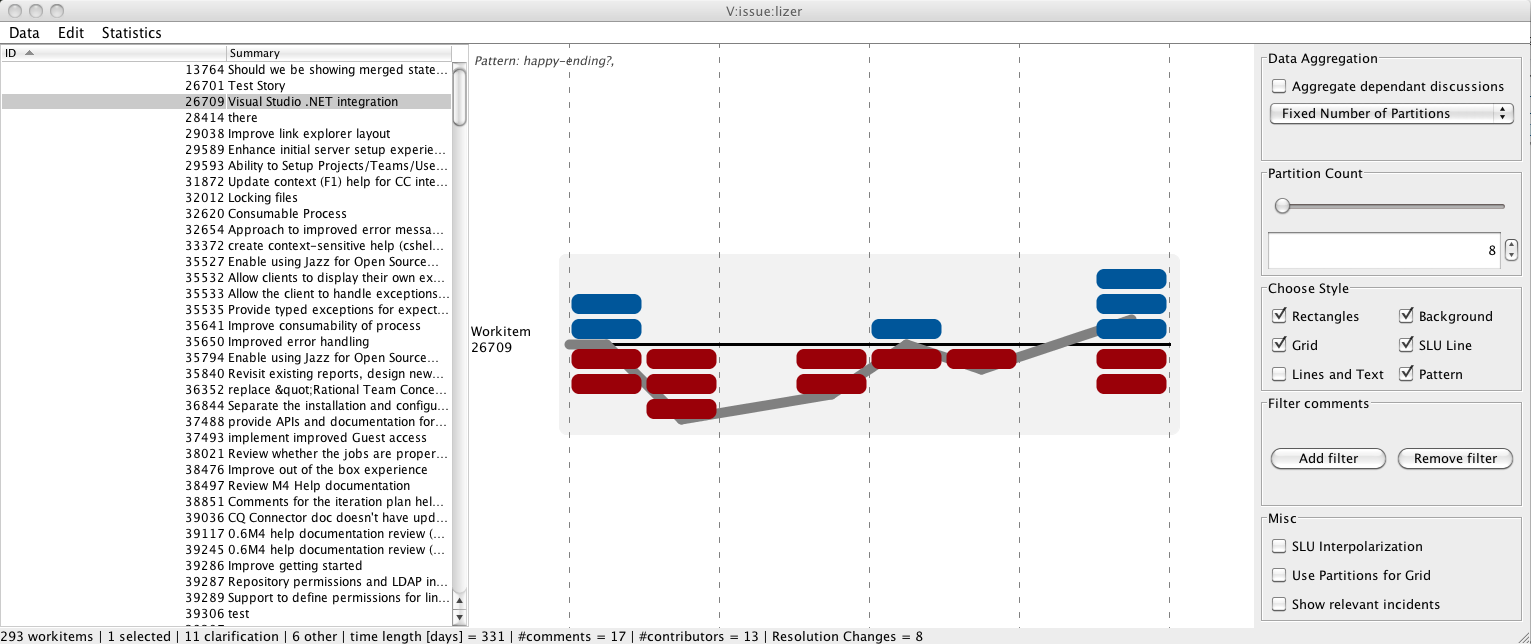 V:issue:lizer
Data Edit Statistics
ID Summary
13764 Should we be showing merged state...
26701 Test Story
26709 Visual Studio .NET integration
28414 there
29038 Improve link explorer layout
29589 Enhance initial server setup experie...
29593 Ability to Setup Projects/Teams/Use...
31872 Update context (F1) help for CC inte...
32012 Locking files
32620 Consumable Process
32654 Approach to improved error messa...
33372 create context-sensitive help (cshel...
35527 Enable using Jazz for Open Source...
35532 Allow clients to display their own ex...
35533 Allow the client to handle exceptions...
35535 Provide typed exceptions for expect...
35641 Improve consumability of process
35650 Improved error handling
35794 Enable using Jazz for Open Source...
35840 Revisit existing reports, design new...
36352 replace &quot;Rational Team Conce...
36844 Separate the installation and configu...
37488 provide APIs and documentation for...
37493 implement improved Guest access
38021 Review whether the jobs are proper...
38476 Improve out of the box experience
38497 Review M4 Help documentation
38851 Comments for the iteration plan hel...
39036 CQ Connector doc doesn't have upd...
39117 0.6M4 help documentation review (...
39245 0.6M4 help documentation review (...
39286 Improve getting started
39287 Repository permissions and LDAP in...
39289 Support to define permissions for lin...
39306 test
Pattern: happy-ending?,
Workitem
26709
Data Aggregation
Aggregate dependant discussions
Fixed Number of Partitions
Partition Count
8
Choose Style
Rectangles Background
Grid SLU Line
Lines and Text Pattern
Filter comments
Add filter Remove filter
Misc
SLU Interpolarization
Use Partitions for Grid
Show relevant incidents
293 workitems | 1 selected | 11 clarification | 6 other | time length [days] = 331 | #comments = 17 | #contributors = 13 | Resolution Changes = 8